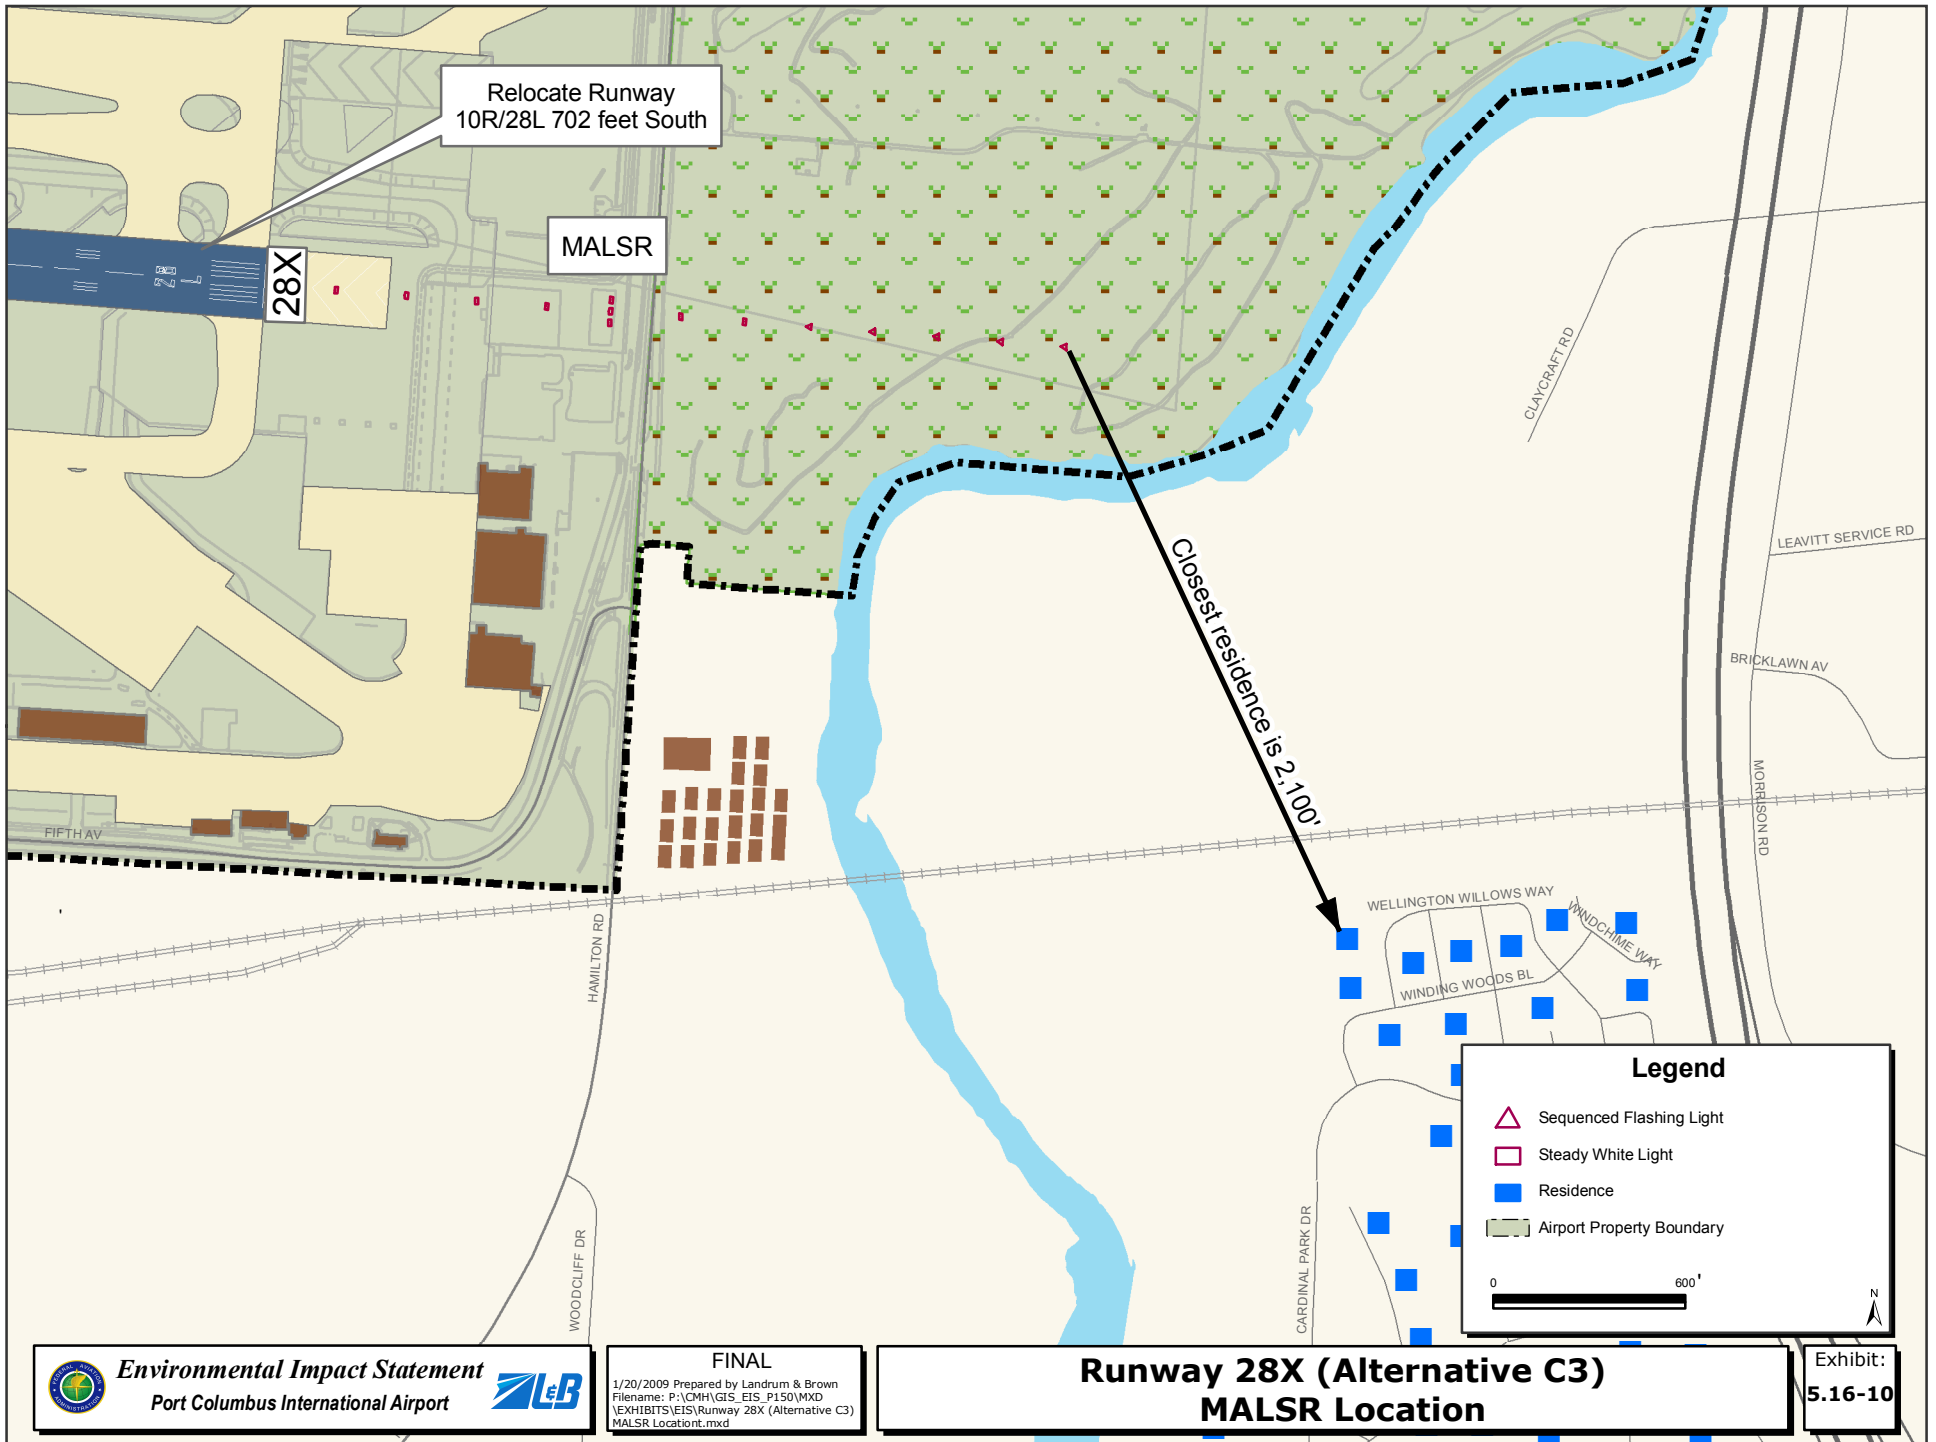 Relocate Runway
10R/28L 702 feet South
MALSR
28X
CLAYCRAFT RD
LEAVITT SERVICE RD
BRICKLAWN AV
MORRISON RD
Closest residence is 2,100'
FIFTH AV
HAMILTON RD
WELLINGTON WILLOWS WAY
WINDCHIME WAY
WINDING WOODS BL
CARDINAL PARK DR
WOODCLIFF DR
Legend
Sequenced Flashing Light
Steady White Light
Residence
Airport Property Boundary
0 600'
N
Environmental Impact Statement
Port Columbus International Airport
L&B
FINAL
1/20/2009 Prepared by Landrum & Brown
Filename: P:\CMH\GIS_EIS_P150\MXD
\EXHIBITS\EIS\Runway 28X (Alternative C3)
MALSR Locationt.mxd
Runway 28X (Alternative C3)
MALSR Location
Exhibit:
5.16-10